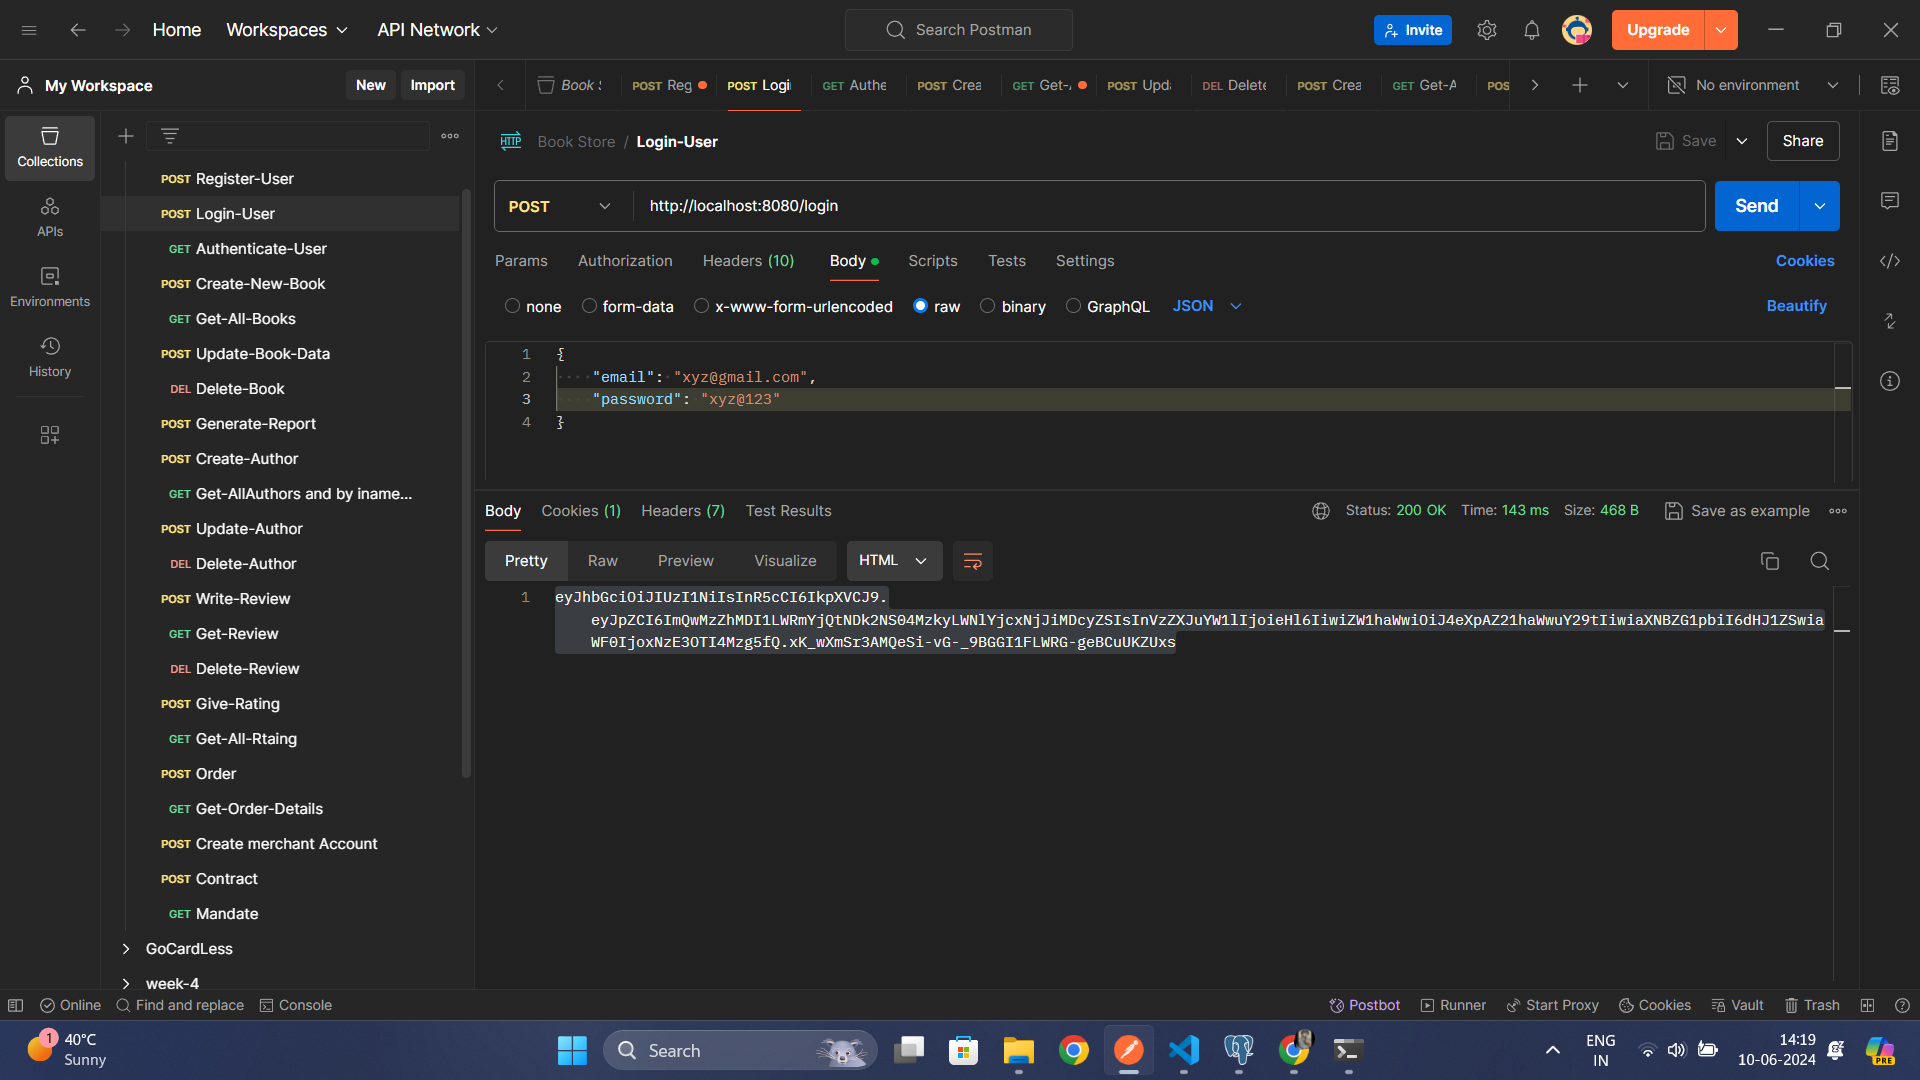 Home
Workspaces
API Network
Search Postman
Invite
Upgrade
My Workspace
New
Import
Book S
POST Reg
POST Logi
GET Authe
POST Crea
GET Get-A
POST Upda
DEL Delete
POST Crea
GET Get-A
POS
No environment
Collections
APIs
Environments
History
POST Register-User
POST Login-User
GET Authenticate-User
POST Create-New-Book
GET Get-All-Books
POST Update-Book-Data
DEL Delete-Book
POST Generate-Report
POST Create-Author
GET Get-AllAuthors and by iname...
POST Update-Author
DEL Delete-Author
POST Write-Review
GET Get-Review
DEL Delete-Review
POST Give-Rating
GET Get-All-Rtaing
POST Order
GET Get-Order-Details
POST Create merchant Account
POST Contract
GET Mandate
GoCardLess
week-4
HTTP Book Store / Login-User
Save
Share
POST http://localhost:8080/login
Send
Params Authorization Headers (10) Body Scripts Tests Settings
Cookies
none form-data x-www-form-urlencoded raw binary GraphQL JSON
Beautify
1 {
2 "email": "xyz@gmail.com",
3 "password": "xyz@123"
4 }
Body Cookies (1) Headers (7) Test Results
Status: 200 OK Time: 143 ms Size: 468 B
Save as example
Pretty Raw Preview Visualize HTML
1 eyJhbGciOiJIUzI1NiIsInR5cCI6IkpXVCJ9.
eyJpZCI6ImQwMzZhMDI1LWRmYjQtNDk2NS04MzkyLWNlYjcxNjJiMDcyZSIsInVzZXJuYW1lIjoieHl6IiwiZW1haWwiOiJ4eXpAZ21haWwuY29tIiwiaXNBZG1pbiI6dHJ1ZSwia
WF0IjoxNzE3OTI4Mzg5fQ.xK_wXmSr3AMQeSi-vG-_9BGGI1FLWRG-geBCuUKZUxs
Online
Find and replace
Console
Postbot
Runner
Start Proxy
Cookies
Vault
Trash
1
40°C
Sunny
Search
ENG
IN
14:19
10-06-2024
PRE